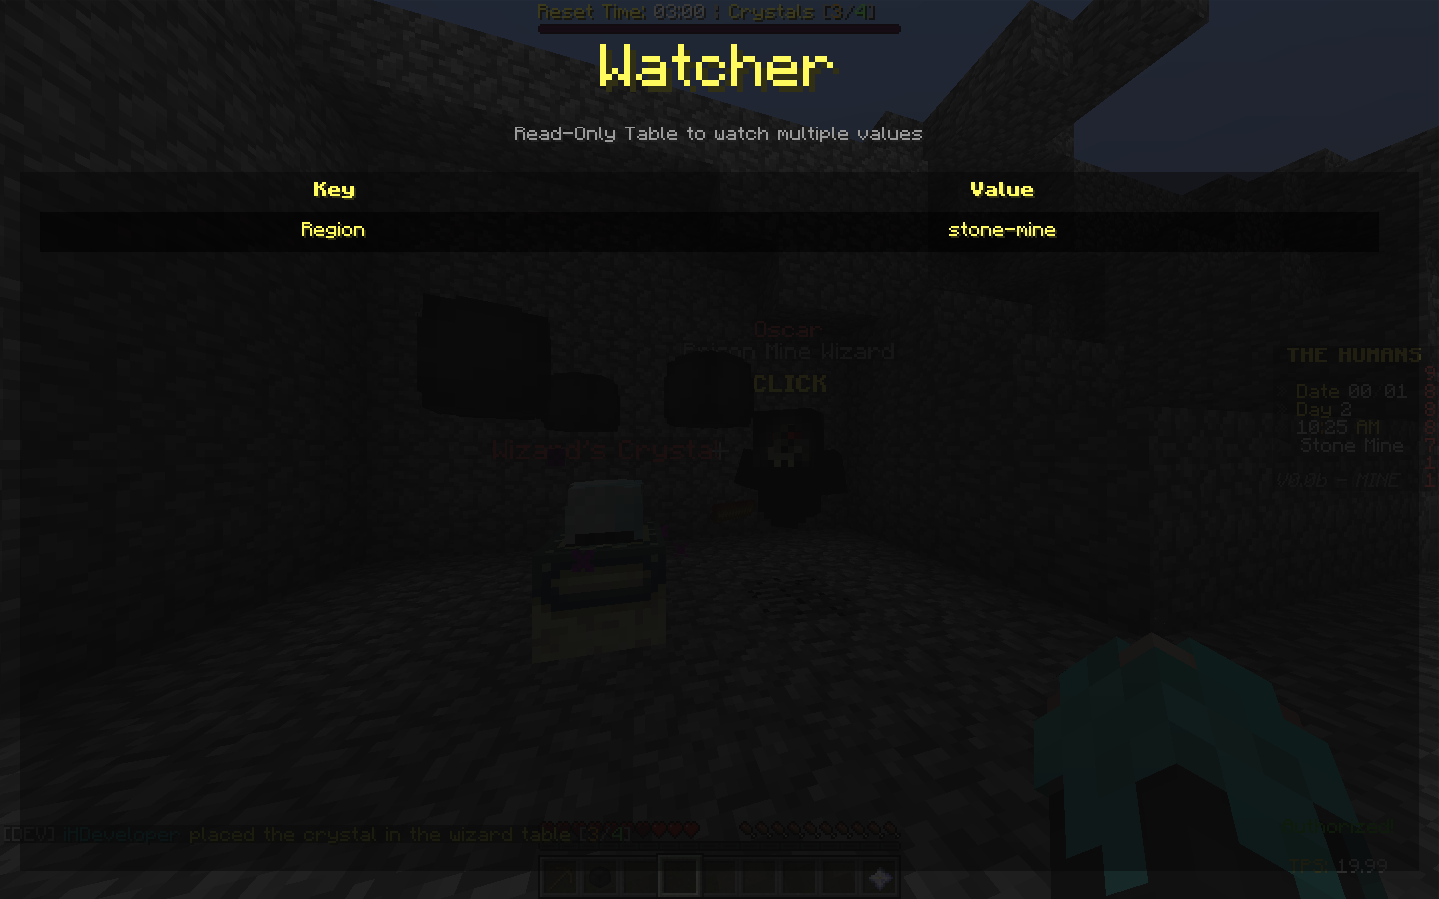 Reset Time: 03:00 : Crystals [3/4]
Watcher
Read-Only Table to watch multiple values
Key Value
Region stone-mine
Oscar
Prison Mine Wizard
CLICK
Wizard's Crystal
THE HUMANS
Date 00 01
Day 2
10:25 AM
Stone Mine
V0.0b - MINE
[DEV] iMDeveloper placed the crystal in the wizard table [3/4]
TPS: 19.99